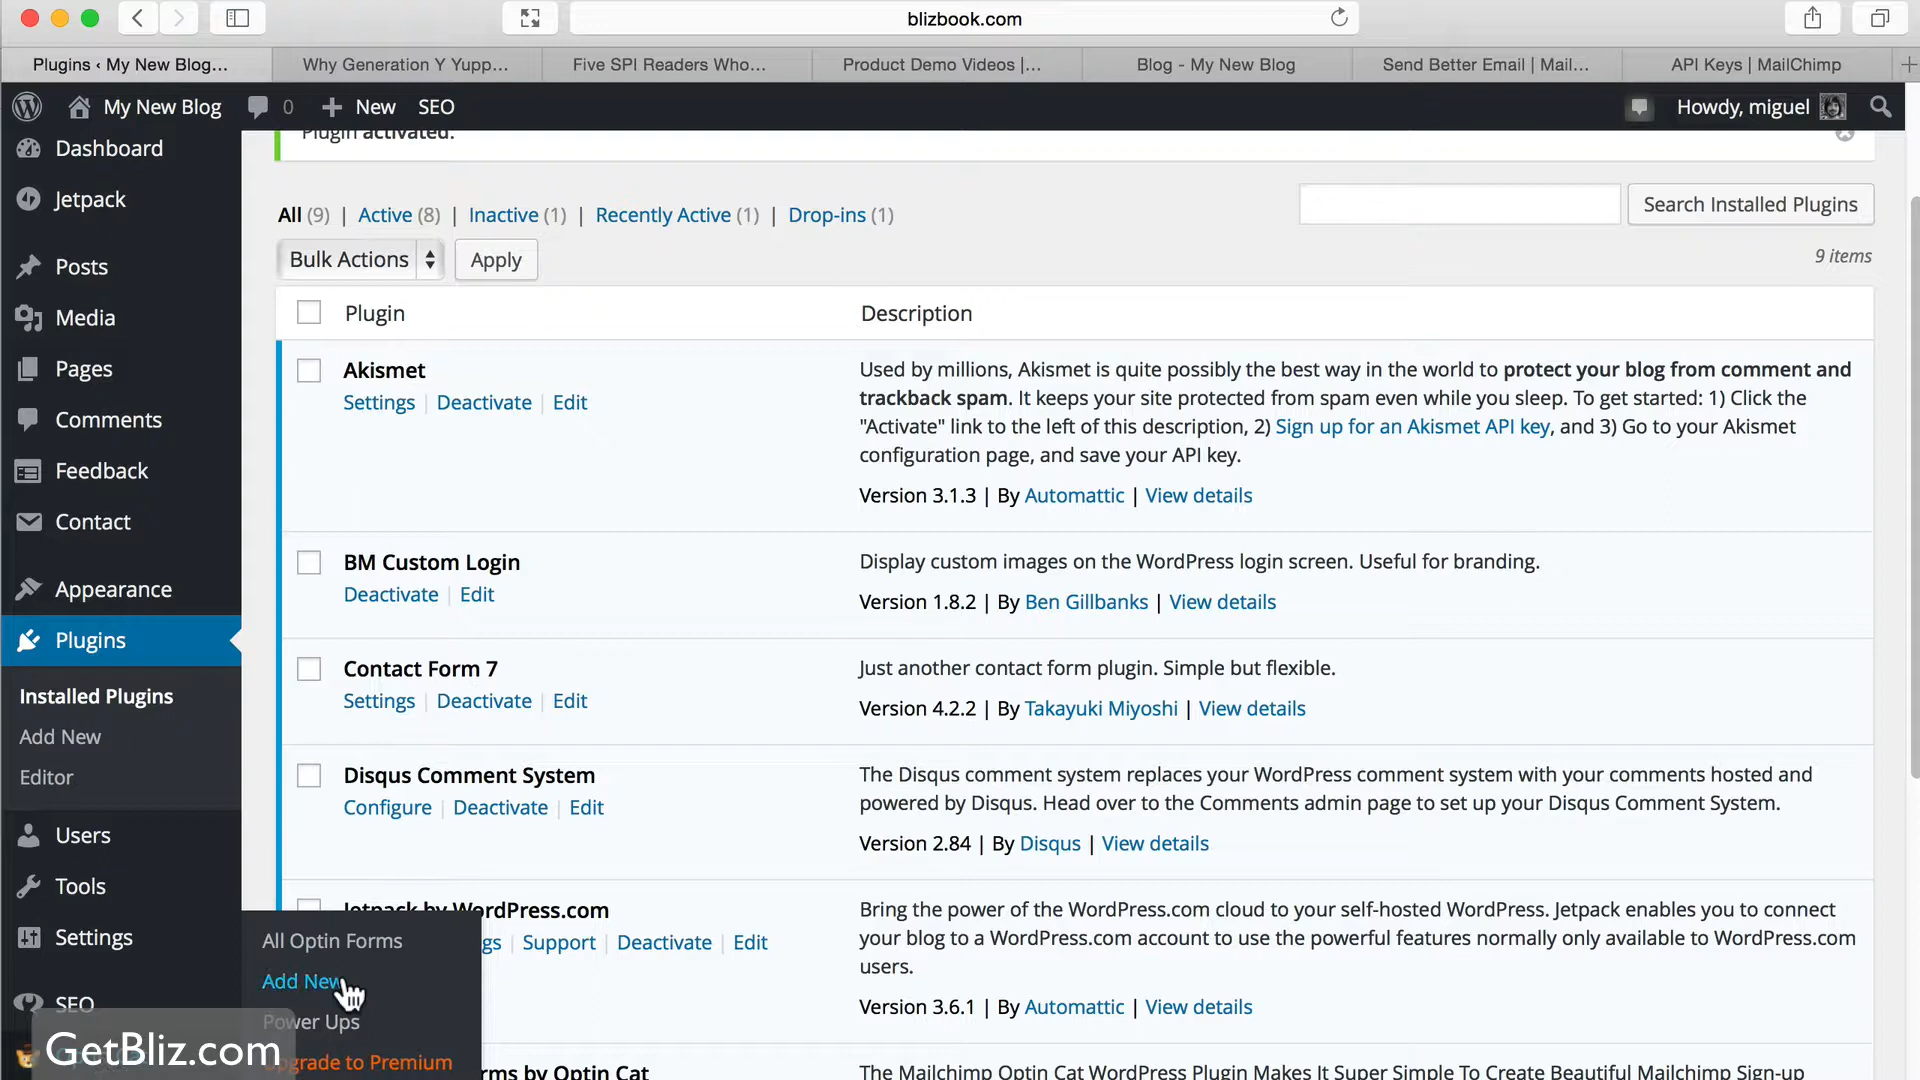 blizbook.com
Plugins ‹ My New Blog...
Why Generation Y Yupp...
Five SPI Readers Who...
Product Demo Videos |...
Blog - My New Blog
Send Better Email | Mail...
API Keys | MailChimp
My New Blog
0
New
SEO
Howdy, miguel
Plugin activated.
Dashboard
Jetpack
Posts
Media
Pages
Comments
Feedback
Contact
Appearance
Plugins
Installed Plugins
Add New
Editor
Users
Tools
Settings
SEO
All (9) | Active (8) | Inactive (1) | Recently Active (1) | Drop-ins (1)
Search Installed Plugins
Bulk Actions
Apply
9 items
Plugin
Description
Akismet
Settings | Deactivate | Edit
Used by millions, Akismet is quite possibly the best way in the world to protect your blog from comment and
trackback spam. It keeps your site protected from spam even while you sleep. To get started: 1) Click the
"Activate" link to the left of this description, 2) Sign up for an Akismet API key, and 3) Go to your Akismet
configuration page, and save your API key.
Version 3.1.3 | By Automattic | View details
BM Custom Login
Deactivate | Edit
Display custom images on the WordPress login screen. Useful for branding.
Version 1.8.2 | By Ben Gillbanks | View details
Contact Form 7
Settings | Deactivate | Edit
Just another contact form plugin. Simple but flexible.
Version 4.2.2 | By Takayuki Miyoshi | View details
Disqus Comment System
Configure | Deactivate | Edit
The Disqus comment system replaces your WordPress comment system with your comments hosted and
powered by Disqus. Head over to the Comments admin page to set up your Disqus Comment System.
Version 2.84 | By Disqus | View details
Jetpack by WordPress.com
gs | Support | Deactivate | Edit
Bring the power of the WordPress.com cloud to your self-hosted WordPress. Jetpack enables you to connect
your blog to a WordPress.com account to use the powerful features normally only available to WordPress.com
users.
Version 3.6.1 | By Automattic | View details
All Optin Forms
Add New
Power Ups
Upgrade to Premium
rms by Optin Cat
The Mailchimp Optin Cat WordPress Plugin Makes It Super Simple To Create Beautiful Mailchimp Sign-up
GetBliz.com